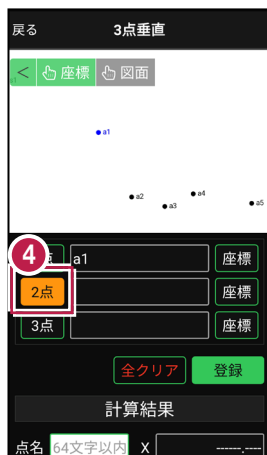 戻る 3点垂直
< 座標 図面
a1
a2 a4
a3 a5
4 点 a1 座標
2点 座標
3点 座標
全クリア 登録
計算結果
点名 64文字以内 X ------.----